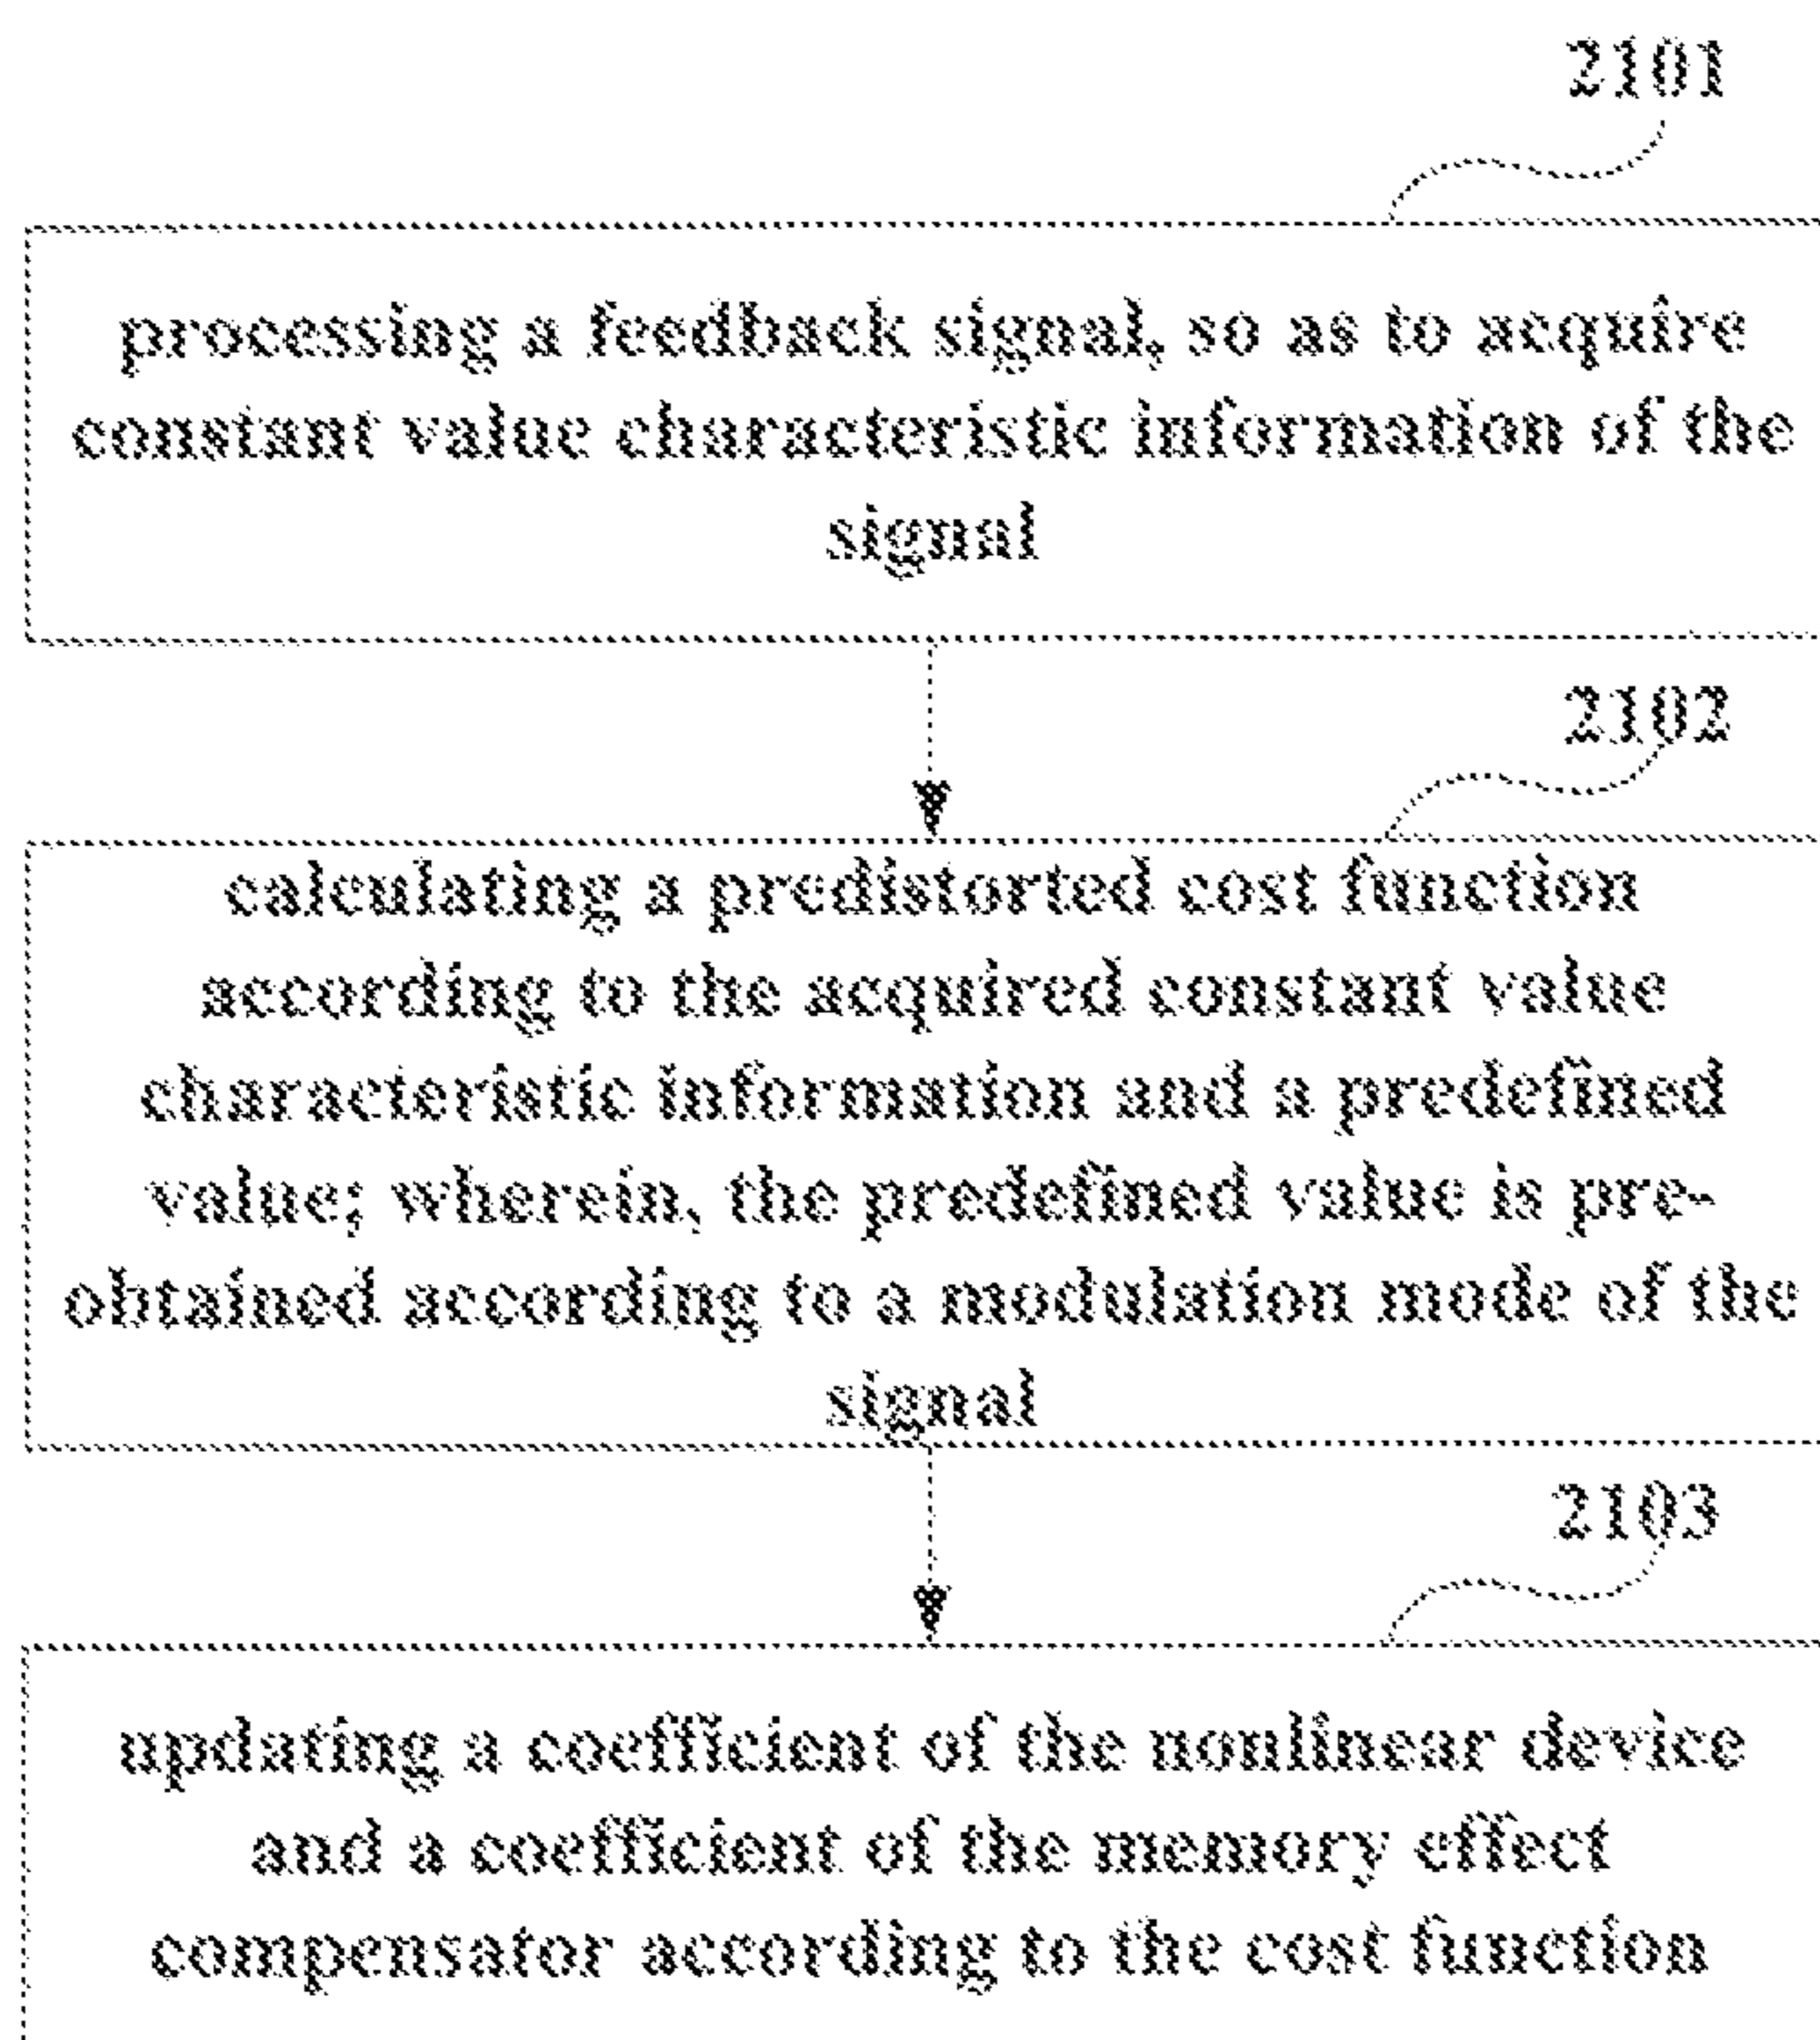 2101
processing a feedback signal, so as to acquire
constant value characteristic information of the
signal
2102
calculating a predistorted cost function
according to the acquired constant value
characteristic information and a predefined
value; wherein, the predefined value is pre-
obtained according to a modulation mode of the
signal
2103
updating a coefficient of the nonlinear device
and a coefficient of the memory effect
compensator according to the cost function